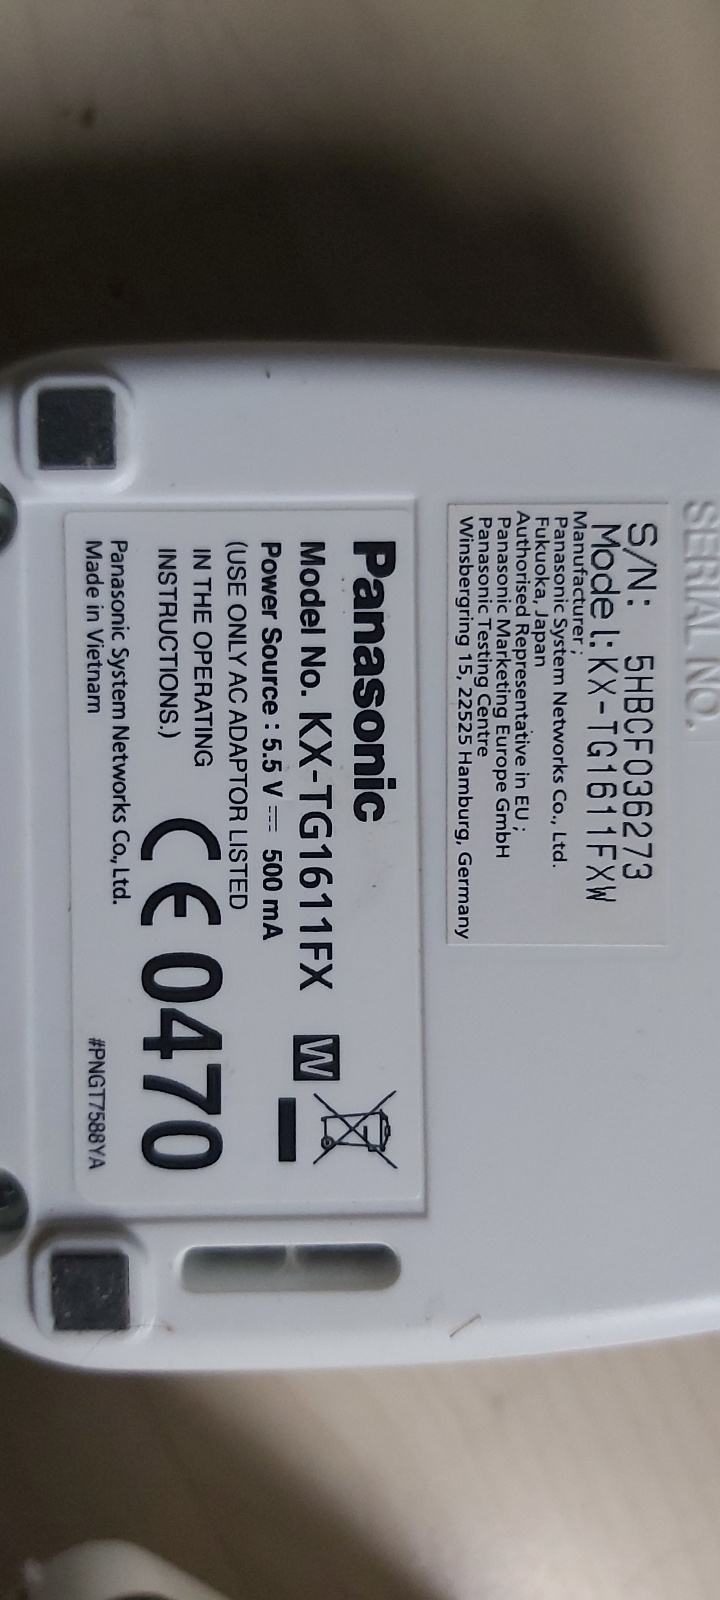 SERIAL NO.
S/N: 5HBCF036273
Model: KX-TG1611FXW
Manufacturer ;
Panasonic System Networks Co., Ltd.
Fukuoka, Japan
Authorised Representative in EU ;
Panasonic Marketing Europe GmbH
Panasonic Testing Centre
Winsbergring 15, 22525 Hamburg, Germany
Panasonic
Model No. KX-TG1611FX W
Power Source : 5.5 V ⎓ 500 mA
(USE ONLY AC ADAPTOR LISTED
IN THE OPERATING
INSTRUCTIONS.)
CE 0470
Panasonic System Networks Co., Ltd.
Made in Vietnam #PNGT7588YA